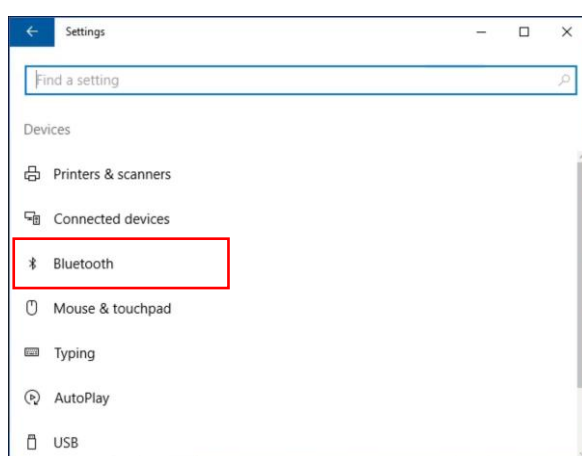 Settings
Find a setting
Devices
Printers & scanners
Connected devices
Bluetooth
Mouse & touchpad
Typing
AutoPlay
USB